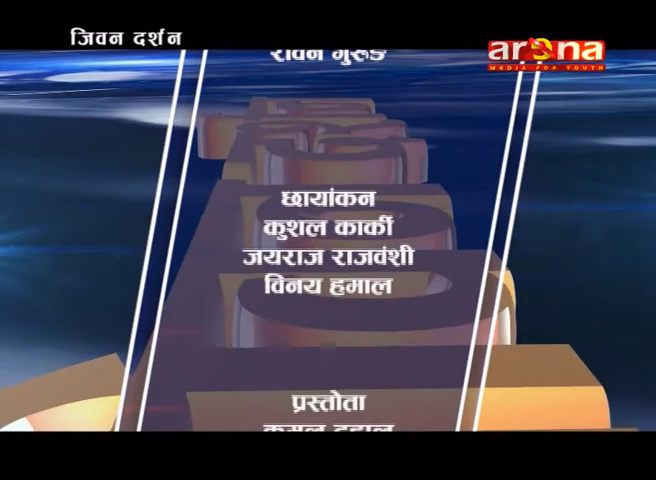 जिवन दर्शन
arena
MEDIA FOR YOUTH
गुरुङ
छायांकन
कुशल कार्की
जयराज राजवंशी
विनय हमाल
प्रस्तोता